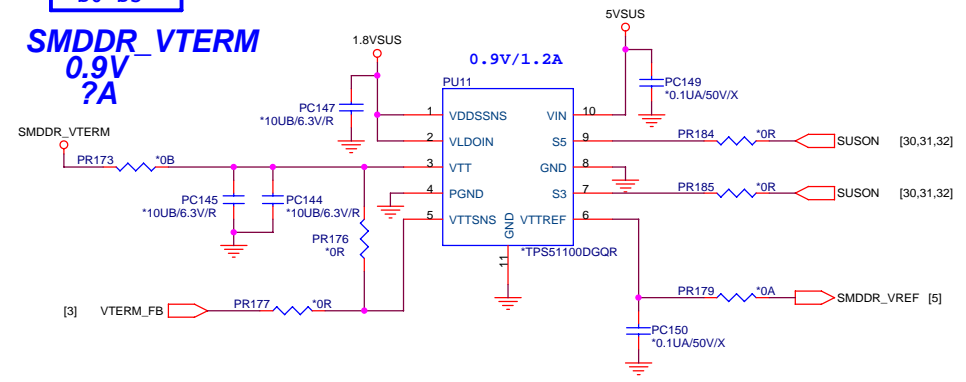 SMDDR_VTERM
0.9V
?A
5VSUS
1.8VSUS
0.9V/1.2A
PU11
PC147
*10UB/6.3V/R
PC149
*0.1UA/50V/X
1 VDDSSNS VIN 10
2 VLDOIN S5 9 PR184 *0R SUSON [30,31,32]
SMDDR_VTERM
PR173 *0B 3 VTT GND 8
4 PGND S3 7 PR185 *0R SUSON [30,31,32]
PC145
*10UB/6.3V/R
PC144
*10UB/6.3V/R
5 VTTSNS GND VTTREF 6
PR176
*0R
11
*TPS51100DGQR
[3] VTERM_FB PR177 *0R
PR179 *0A SMDDR_VREF [5]
PC150
*0.1UA/50V/X